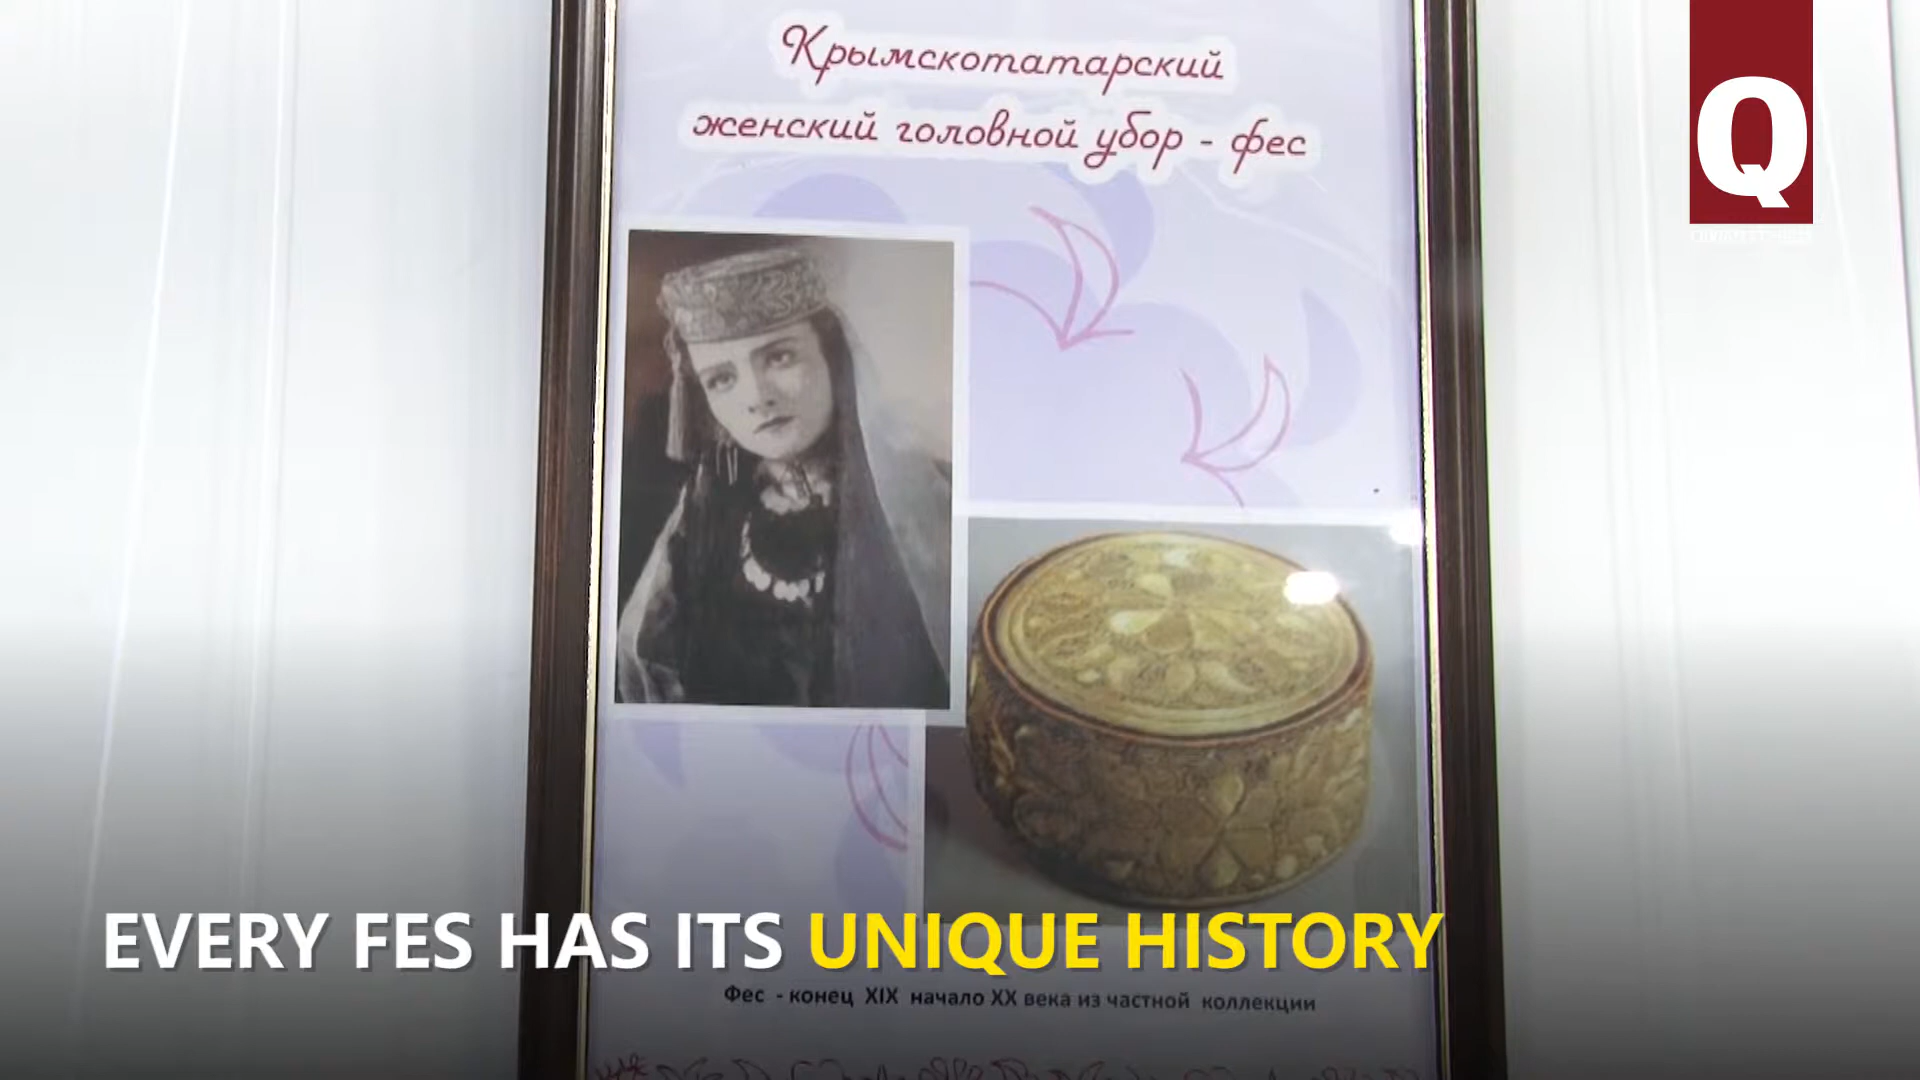 Крымскотатарский
женский головной убор - фес
Q
EVERY FES HAS ITS UNIQUE HISTORY
Фес - конец XIX начало XX века из частной коллекции